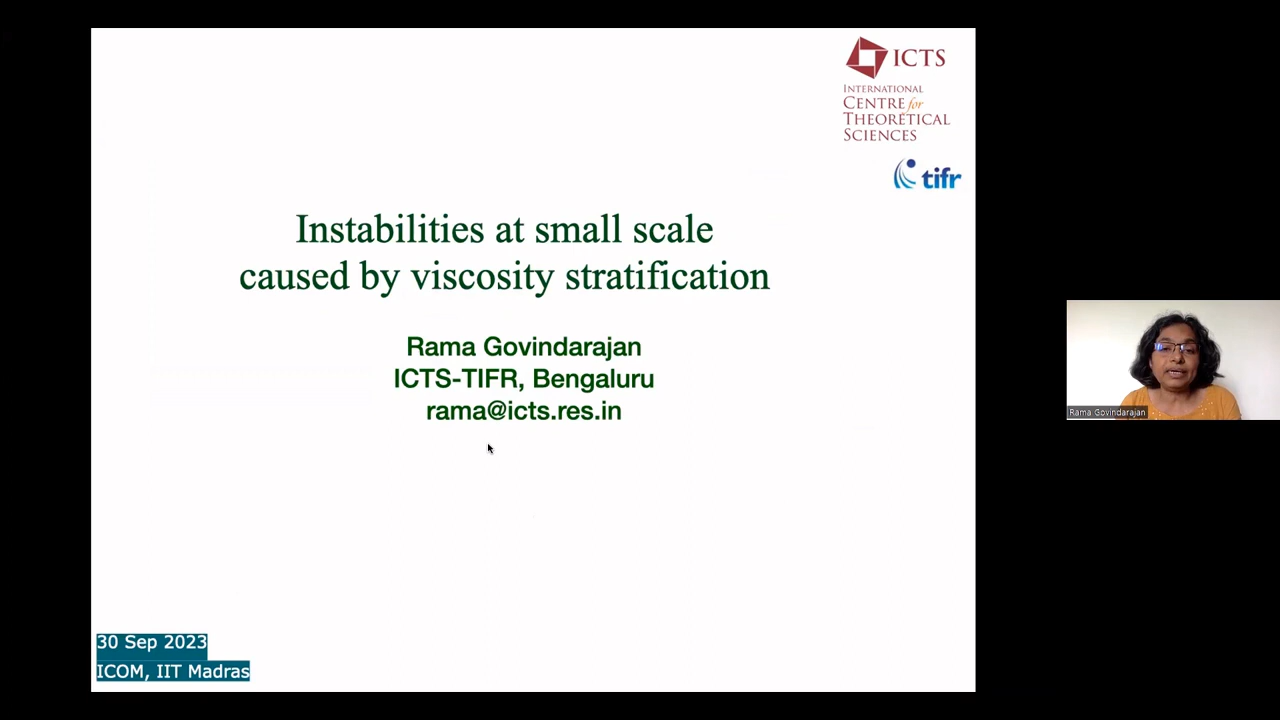 ICTS
INTERNATIONAL
CENTRE for
THEORETICAL
SCIENCES
tifr
Instabilities at small scale
caused by viscosity stratification
Rama Govindarajan
ICTS-TIFR, Bengaluru
rama@icts.res.in
Rama Govindarajan
30 Sep 2023
ICOM, IIT Madras